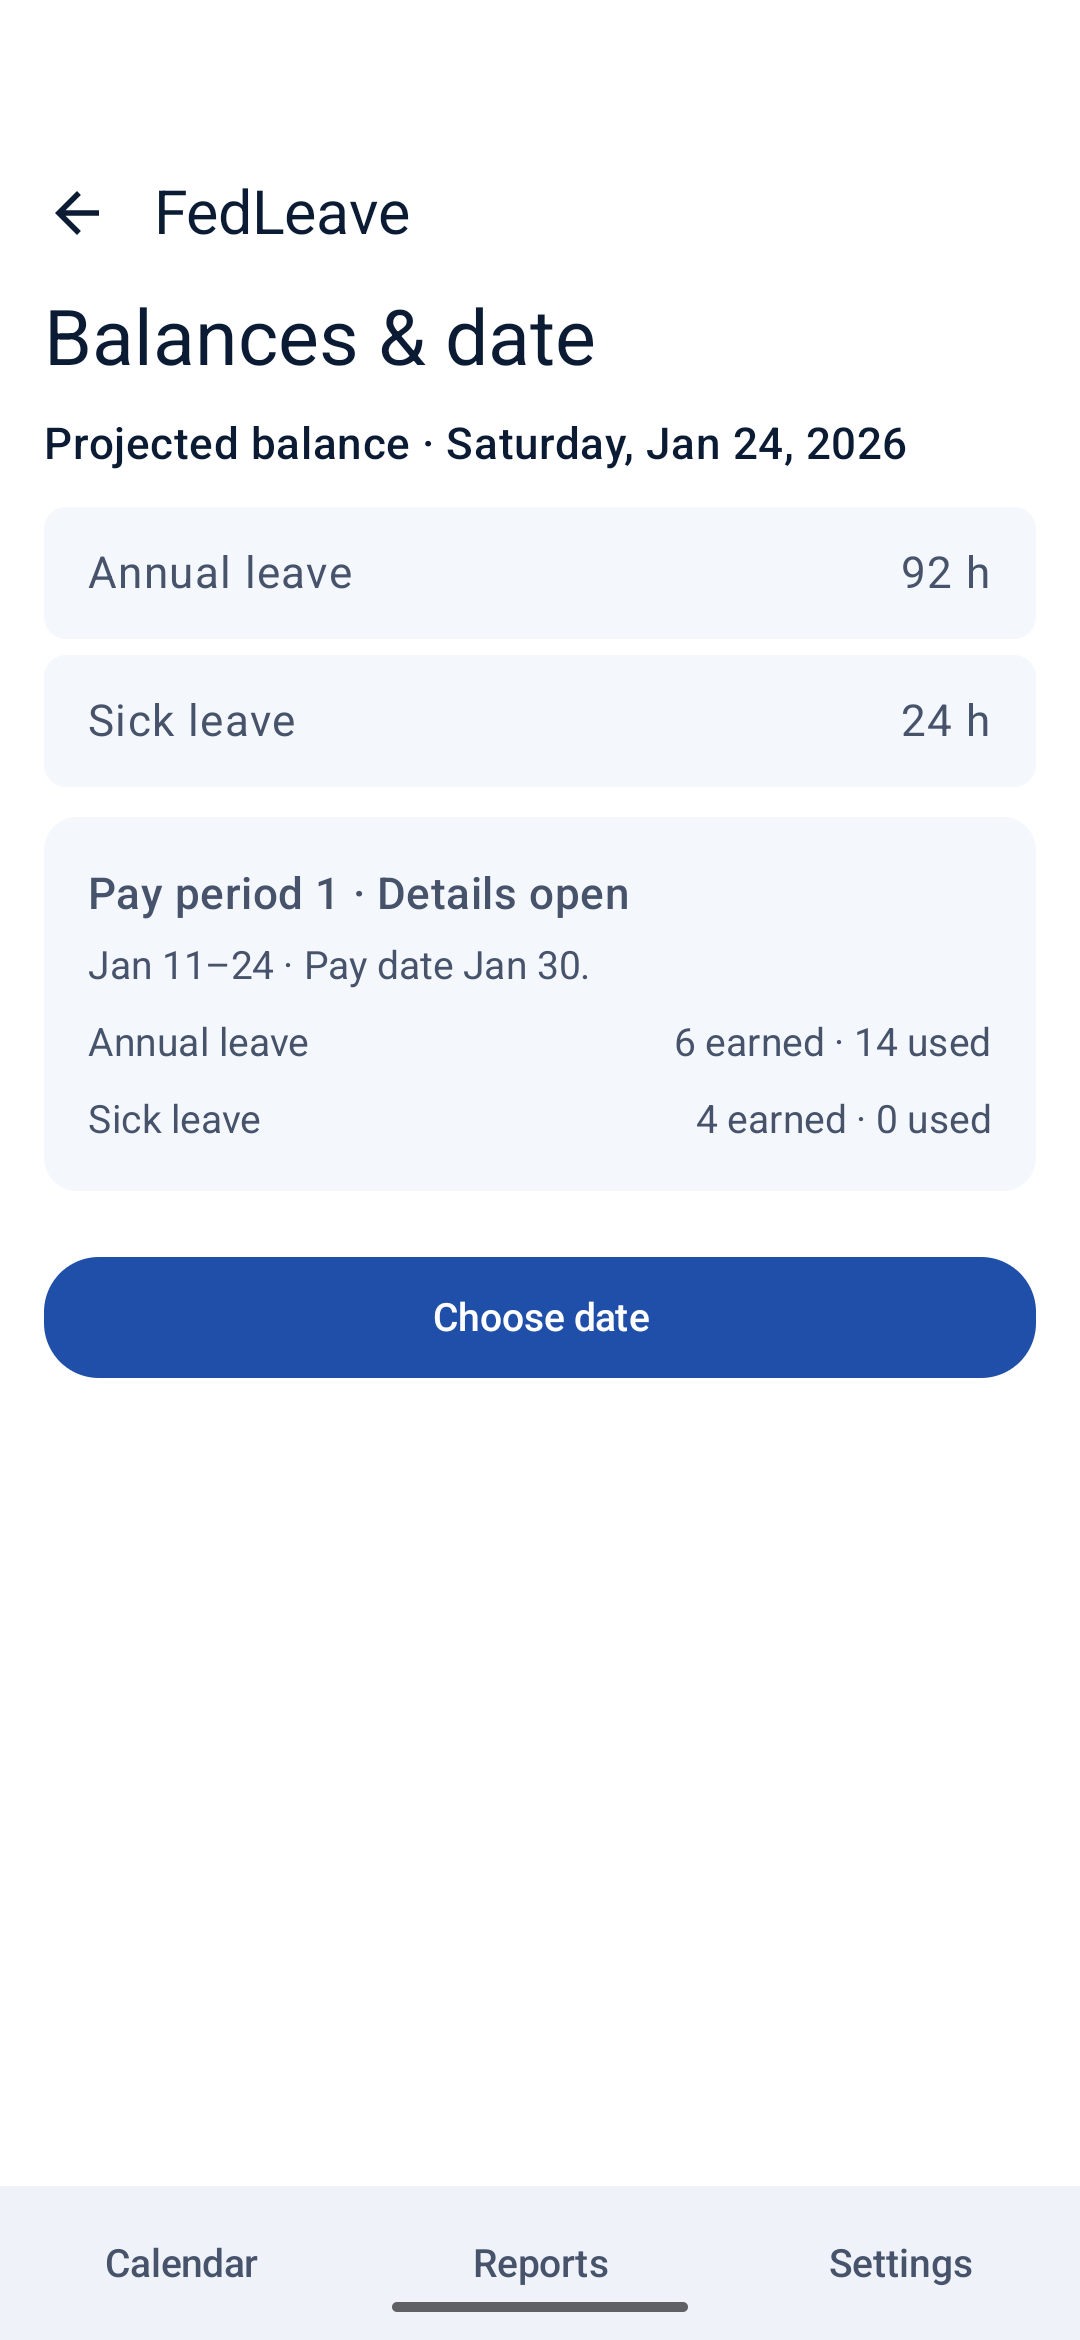 FedLeave
Balances & date
Projected balance · Saturday, Jan 24, 2026
Annual leave 92 h
Sick leave 24 h
Pay period 1 · Details open
Jan 11–24 · Pay date Jan 30.
Annual leave 6 earned · 14 used
Sick leave 4 earned · 0 used
Choose date
Calendar Reports Settings